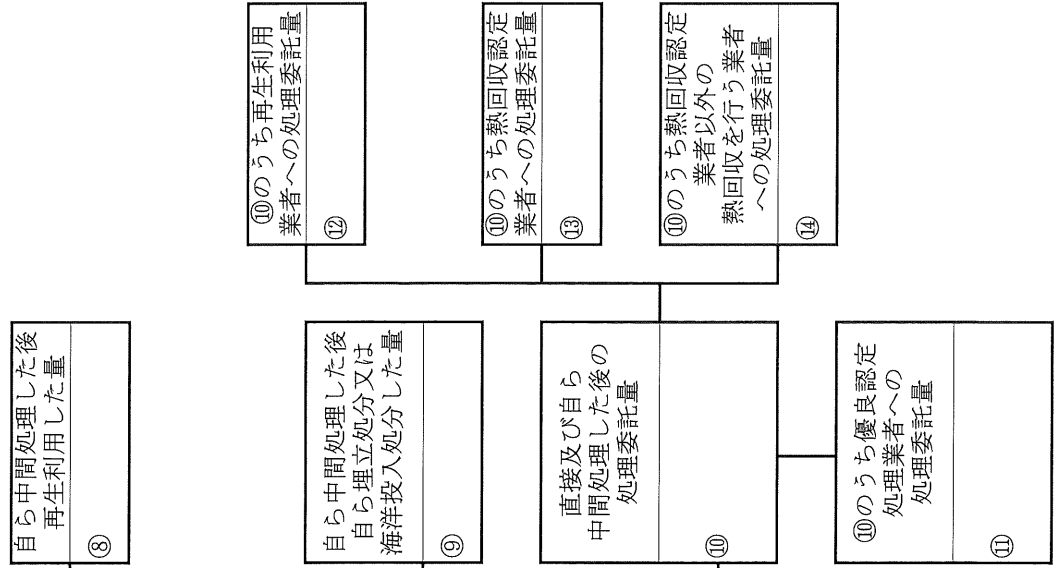 自ら中間処理した後
再生利用した量
⑧
自ら中間処理した後
自ら埋立処分又は
海洋投入処分した量
⑨
直接及び自ら
中間処理した後の
処理委託量
⑩
⑩のうち優良認定
処理業者への
処理委託量
⑪
⑩のうち再生利用
業者への処理委託量
⑫
⑩のうち熱回収認定
業者への処理委託量
⑬
⑩のうち熱回収認定
業者以外の
熱回収を行う業者
への処理委託量
⑭